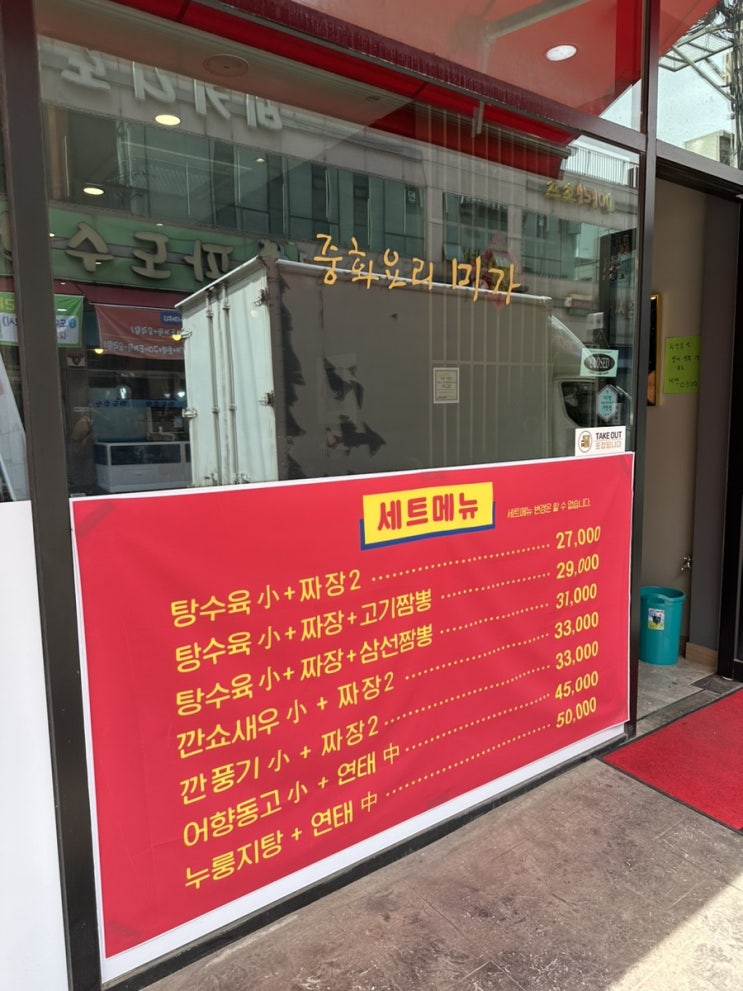 중화요리 미가
TAKE OUT
포장됩니다
세트메뉴
세트메뉴 변경은 할 수 없습니다.
탕수육 小 + 짜장 2 27,000
탕수육 小 + 짜장+고기짬뽕 29,000
탕수육 小+ 짜장+삼선짬뽕 31,000
깐쇼새우 小 + 짜장2 33,000
깐풍기 小 + 짜장2 33,000
어향동고 小 + 연태 中 45,000
누룽지탕 + 연태 中 50,000